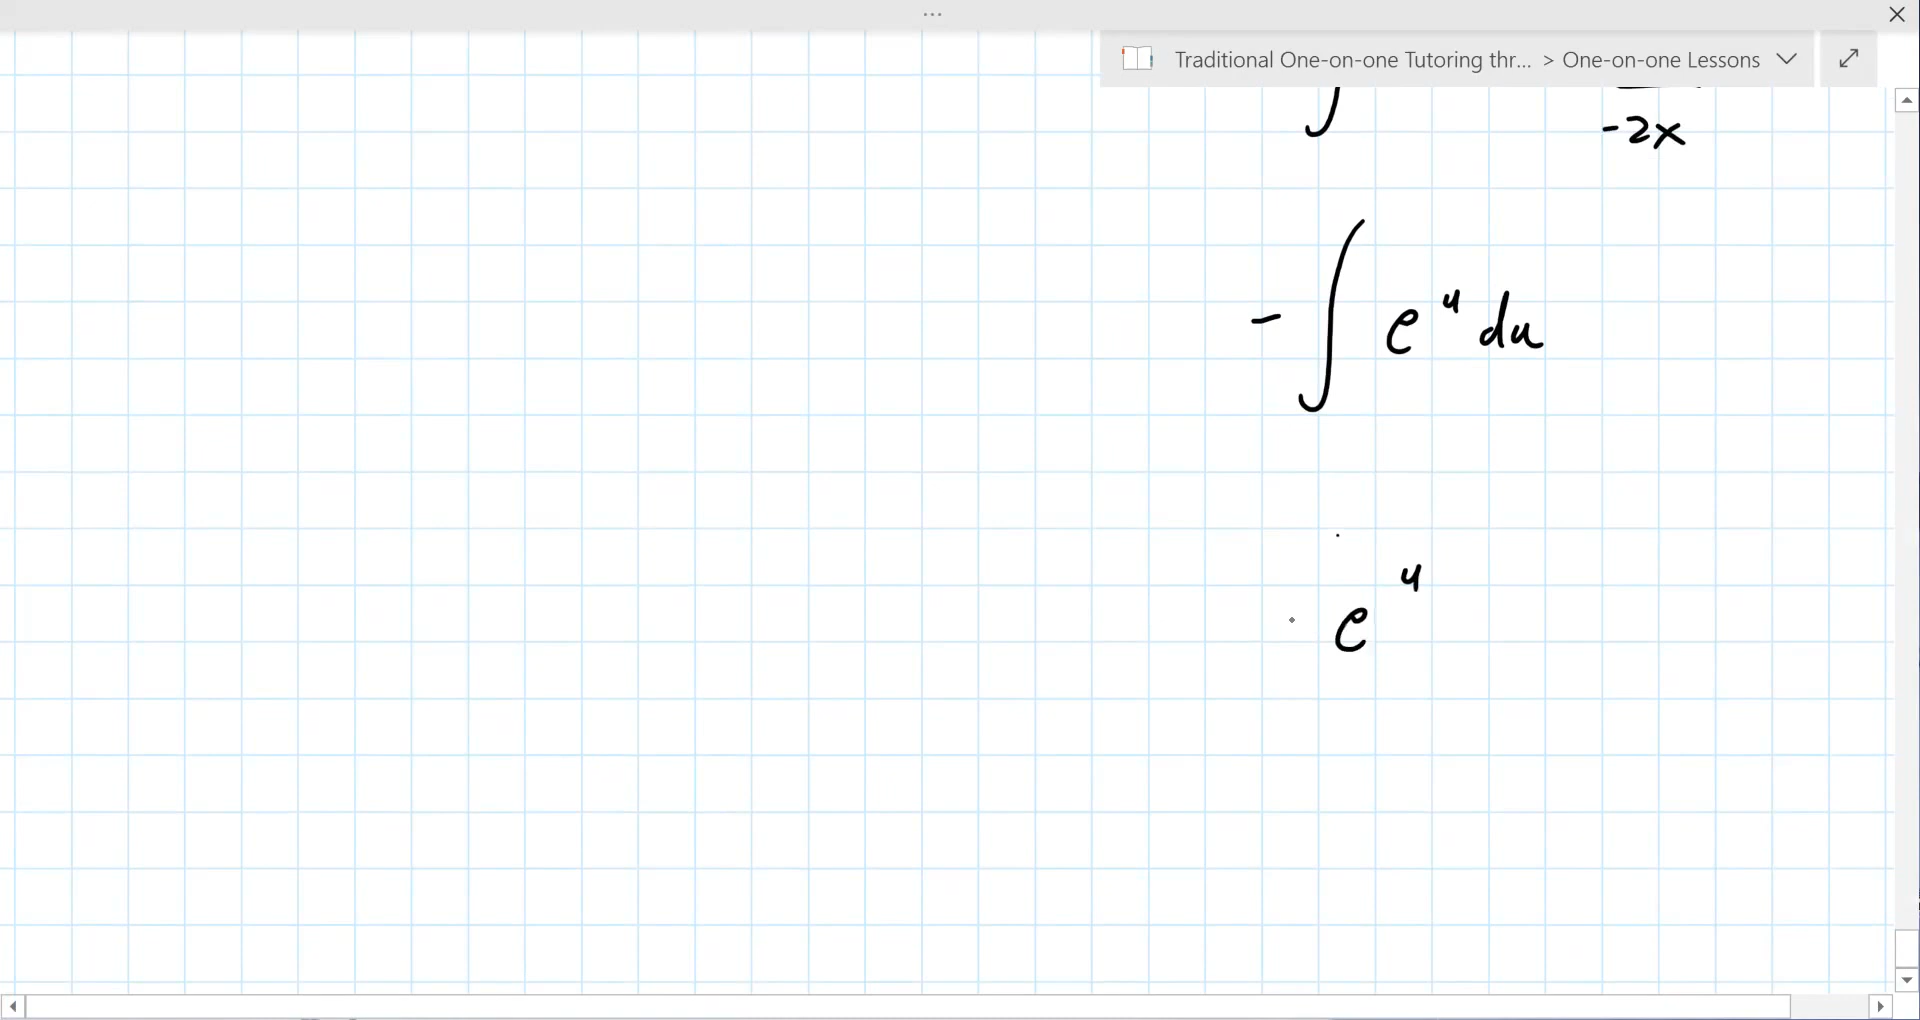 ...
Traditional One-on-one Tutoring thr... > One-on-one Lessons
∫ -2x
- ∫ e^u du
e^u